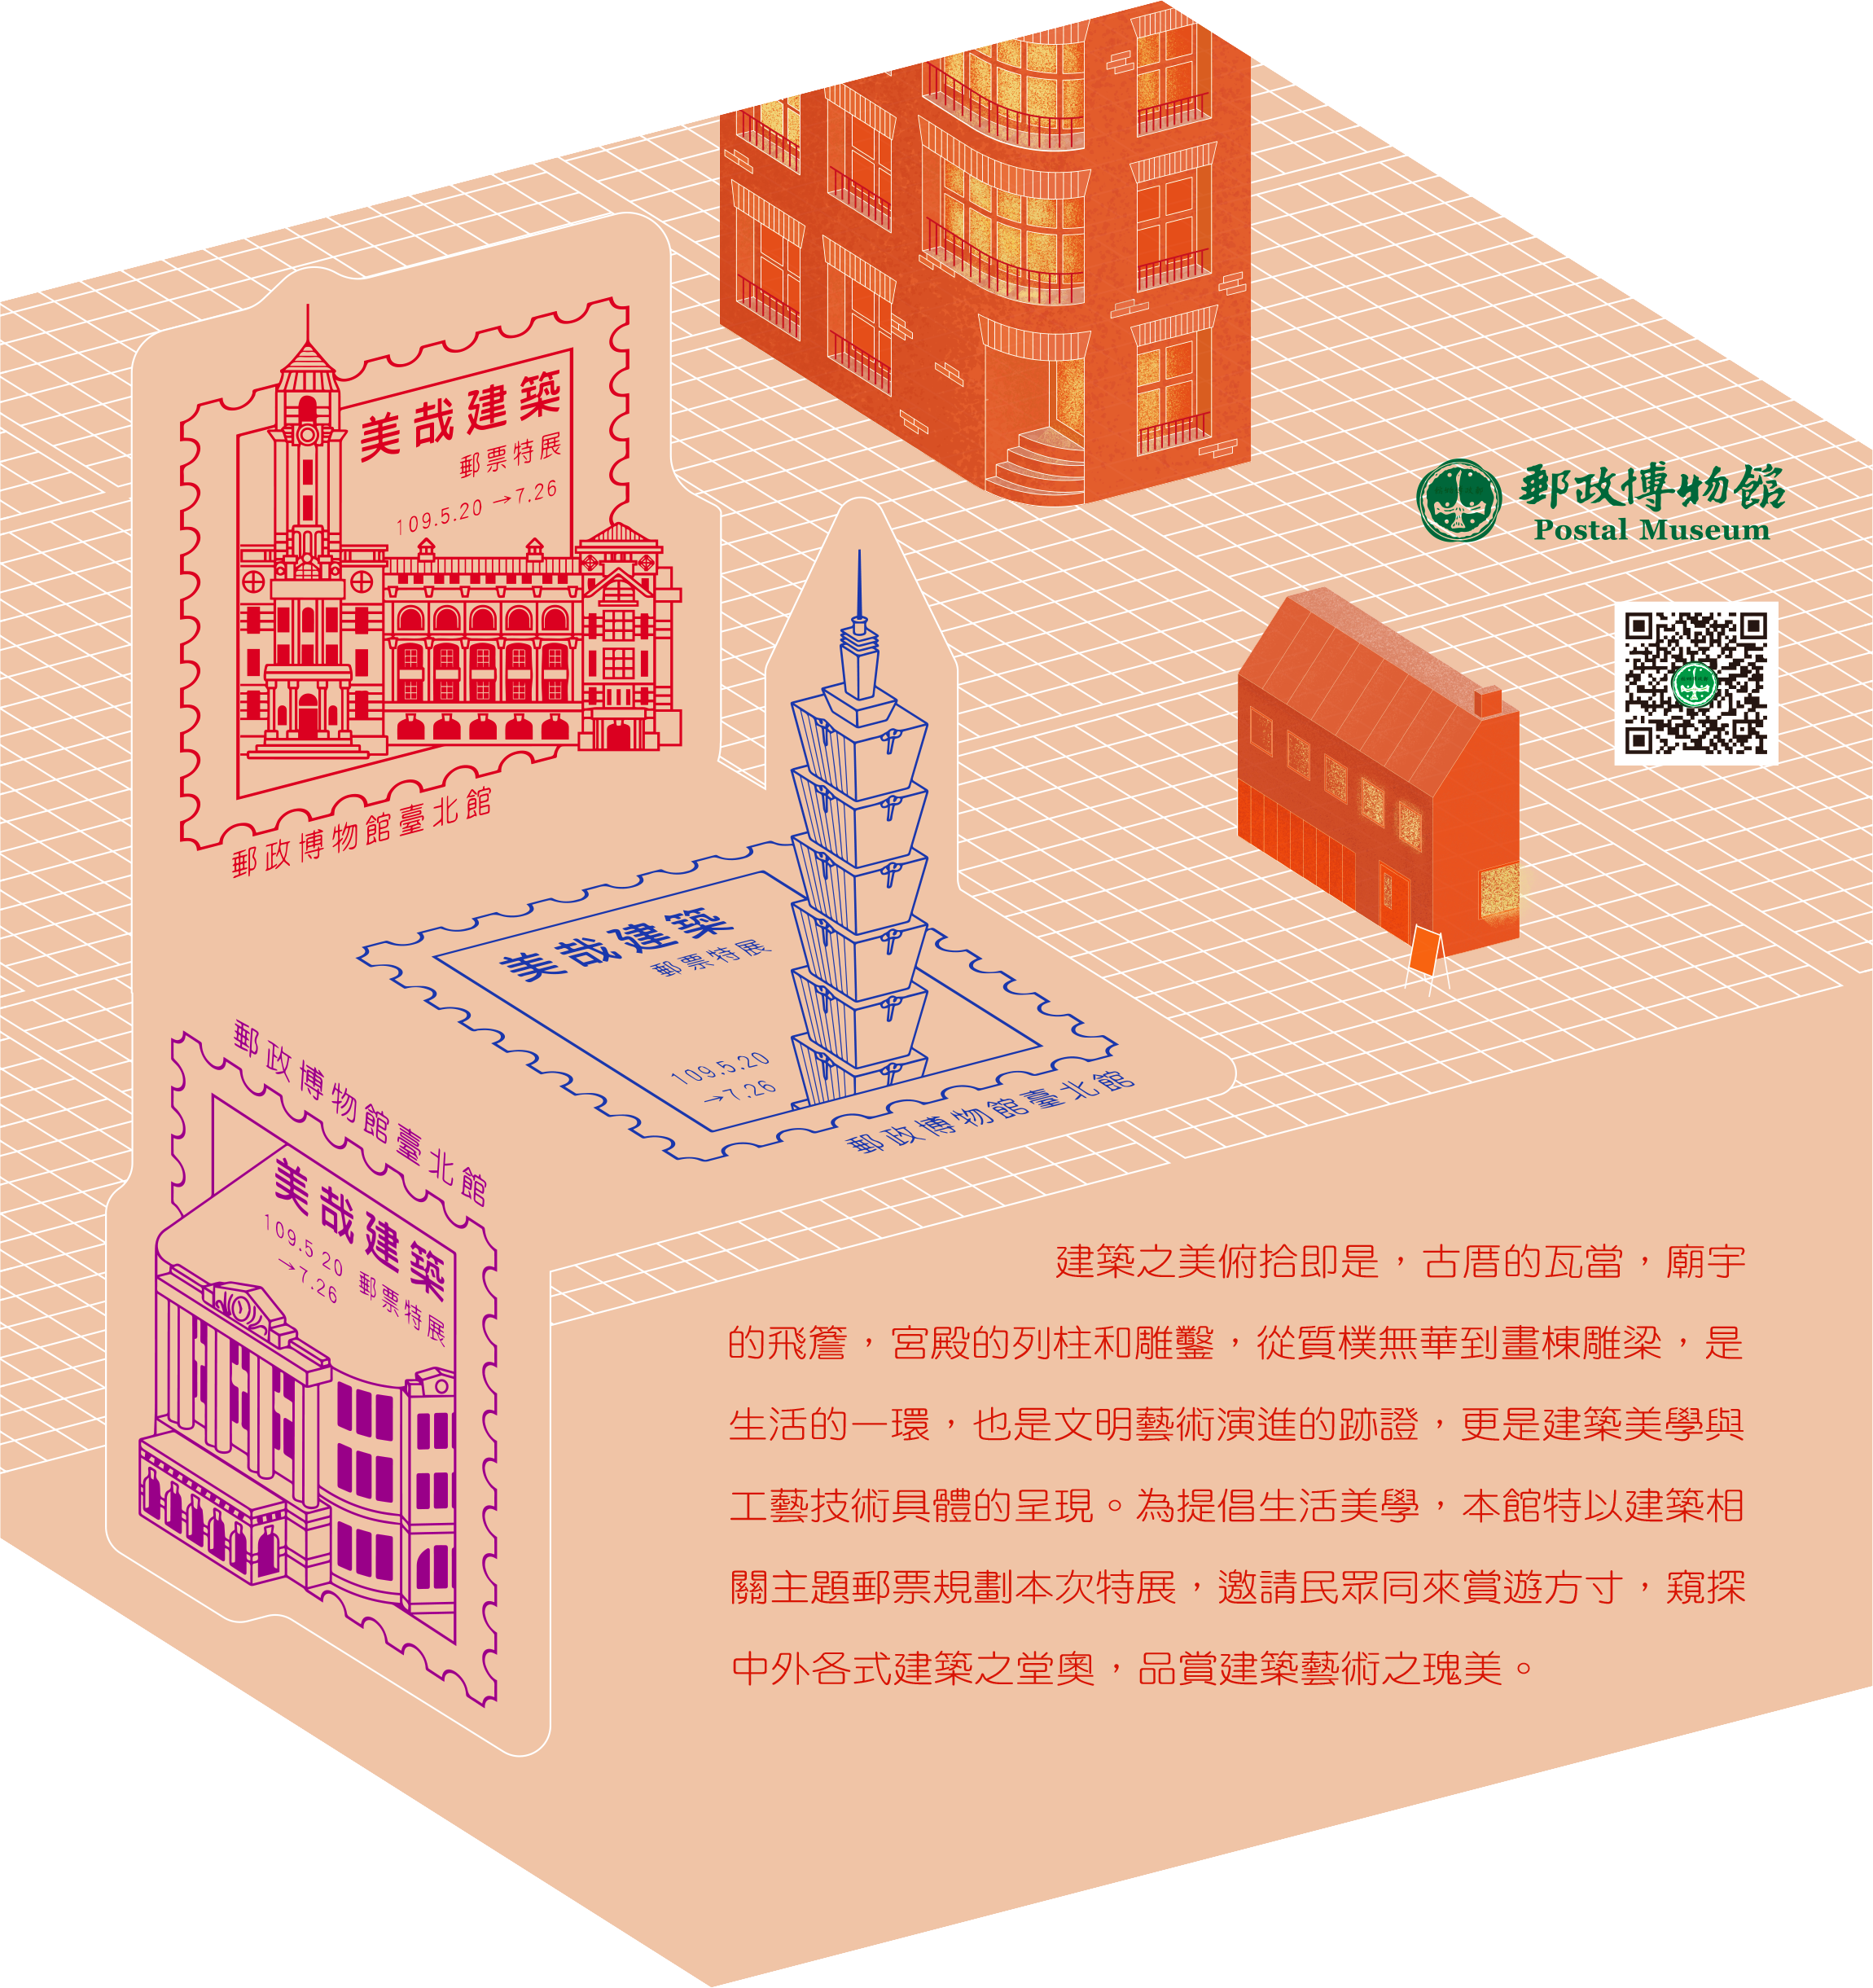 美哉建築
郵票特展
109.5.20→7.26
郵政博物館臺北館
郵政博物館
Postal Museum
美哉建築
郵票特展
109.5.20
→7.26
郵政博物館臺北館
郵政博物館臺北館
美哉建築
109.5 20
→7.26
郵票特展
建築之美俯拾即是，古厝的瓦當，廟宇
的飛簷，宮殿的列柱和雕鑿，從質樸無華到畫棟雕梁，是
生活的一環，也是文明藝術演進的跡證，更是建築美學與
工藝技術具體的呈現。為提倡生活美學，本館特以建築相
關主題郵票規劃本次特展，邀請民眾同來賞遊方寸，窺探
中外各式建築之堂奧，品賞建築藝術之瑰美。